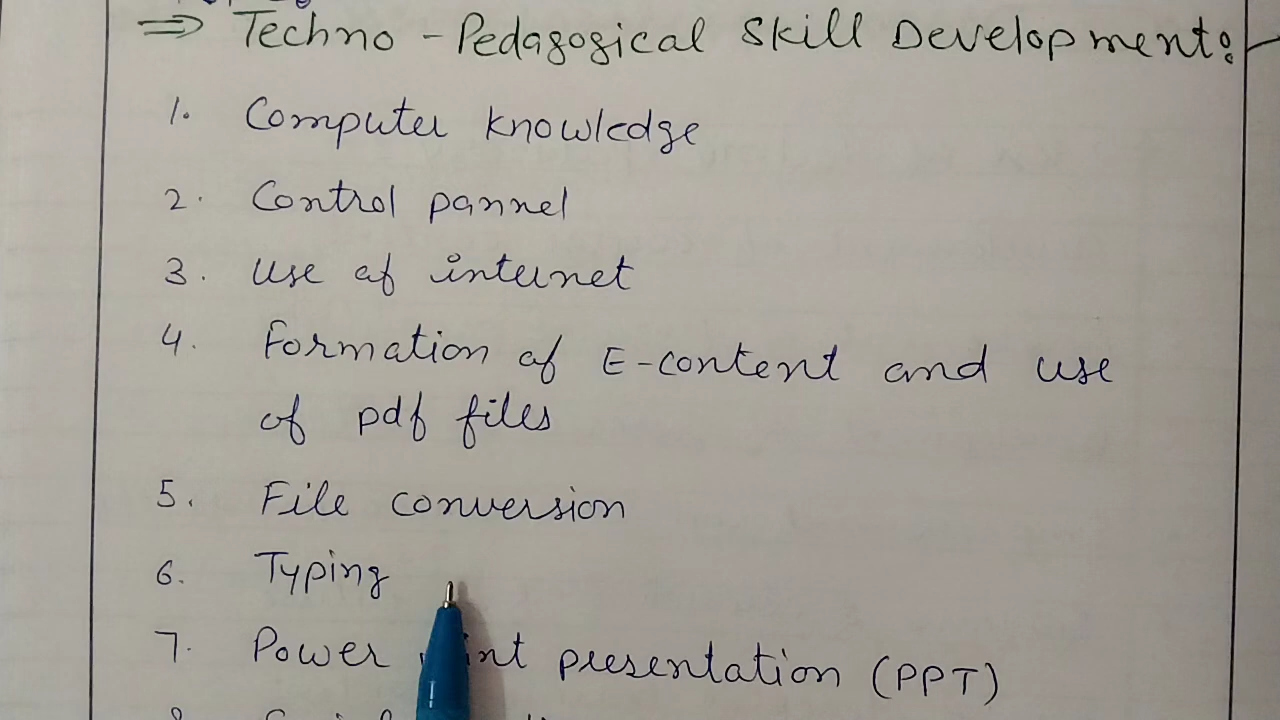 ⇒ Techno - Pedagogical Skill Development:
1. Computer knowledge
2. Control pannel
3. Use of internet
4. Formation of E-content and use
of pdf files
5. File conversion
6. Typing
7. Power presentation (PPT)